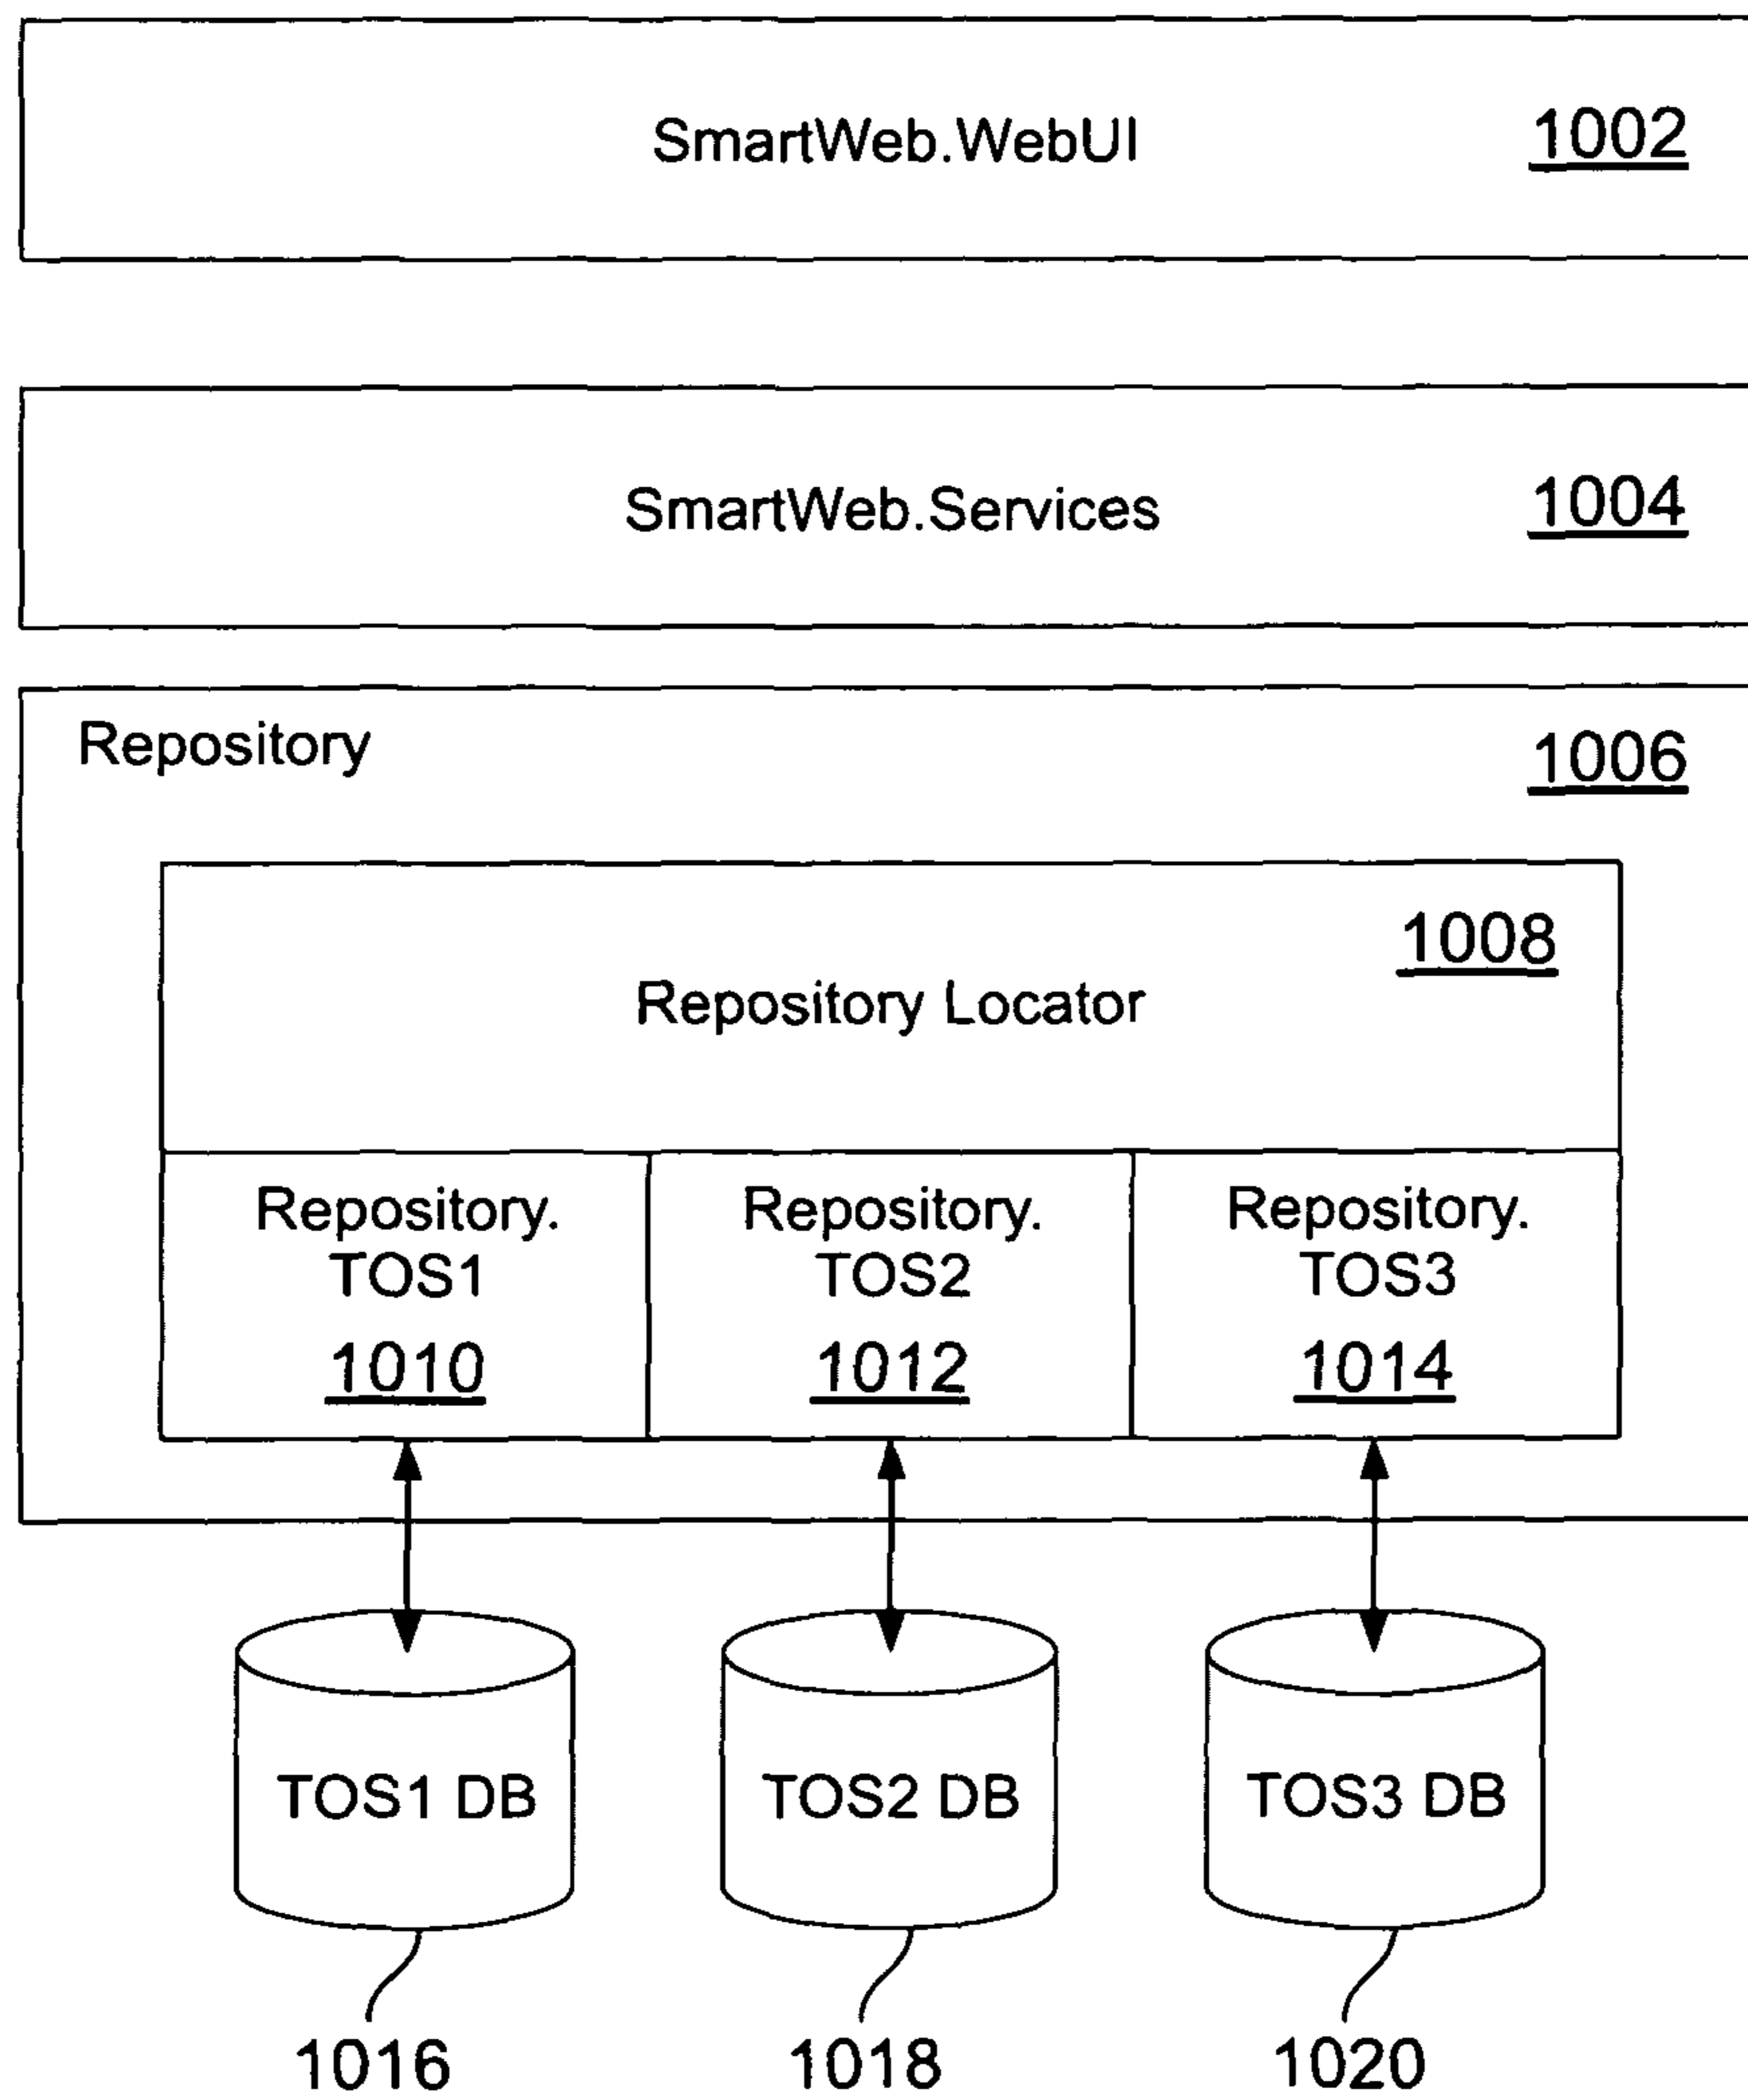 SmartWeb.WebUI 1002
SmartWeb.Services 1004
Repository 1006
1008
Repository Locator
Repository.
TOS1
1010
Repository.
TOS2
1012
Repository.
TOS3
1014
TOS1 DB
TOS2 DB
TOS3 DB
1016
1018
1020